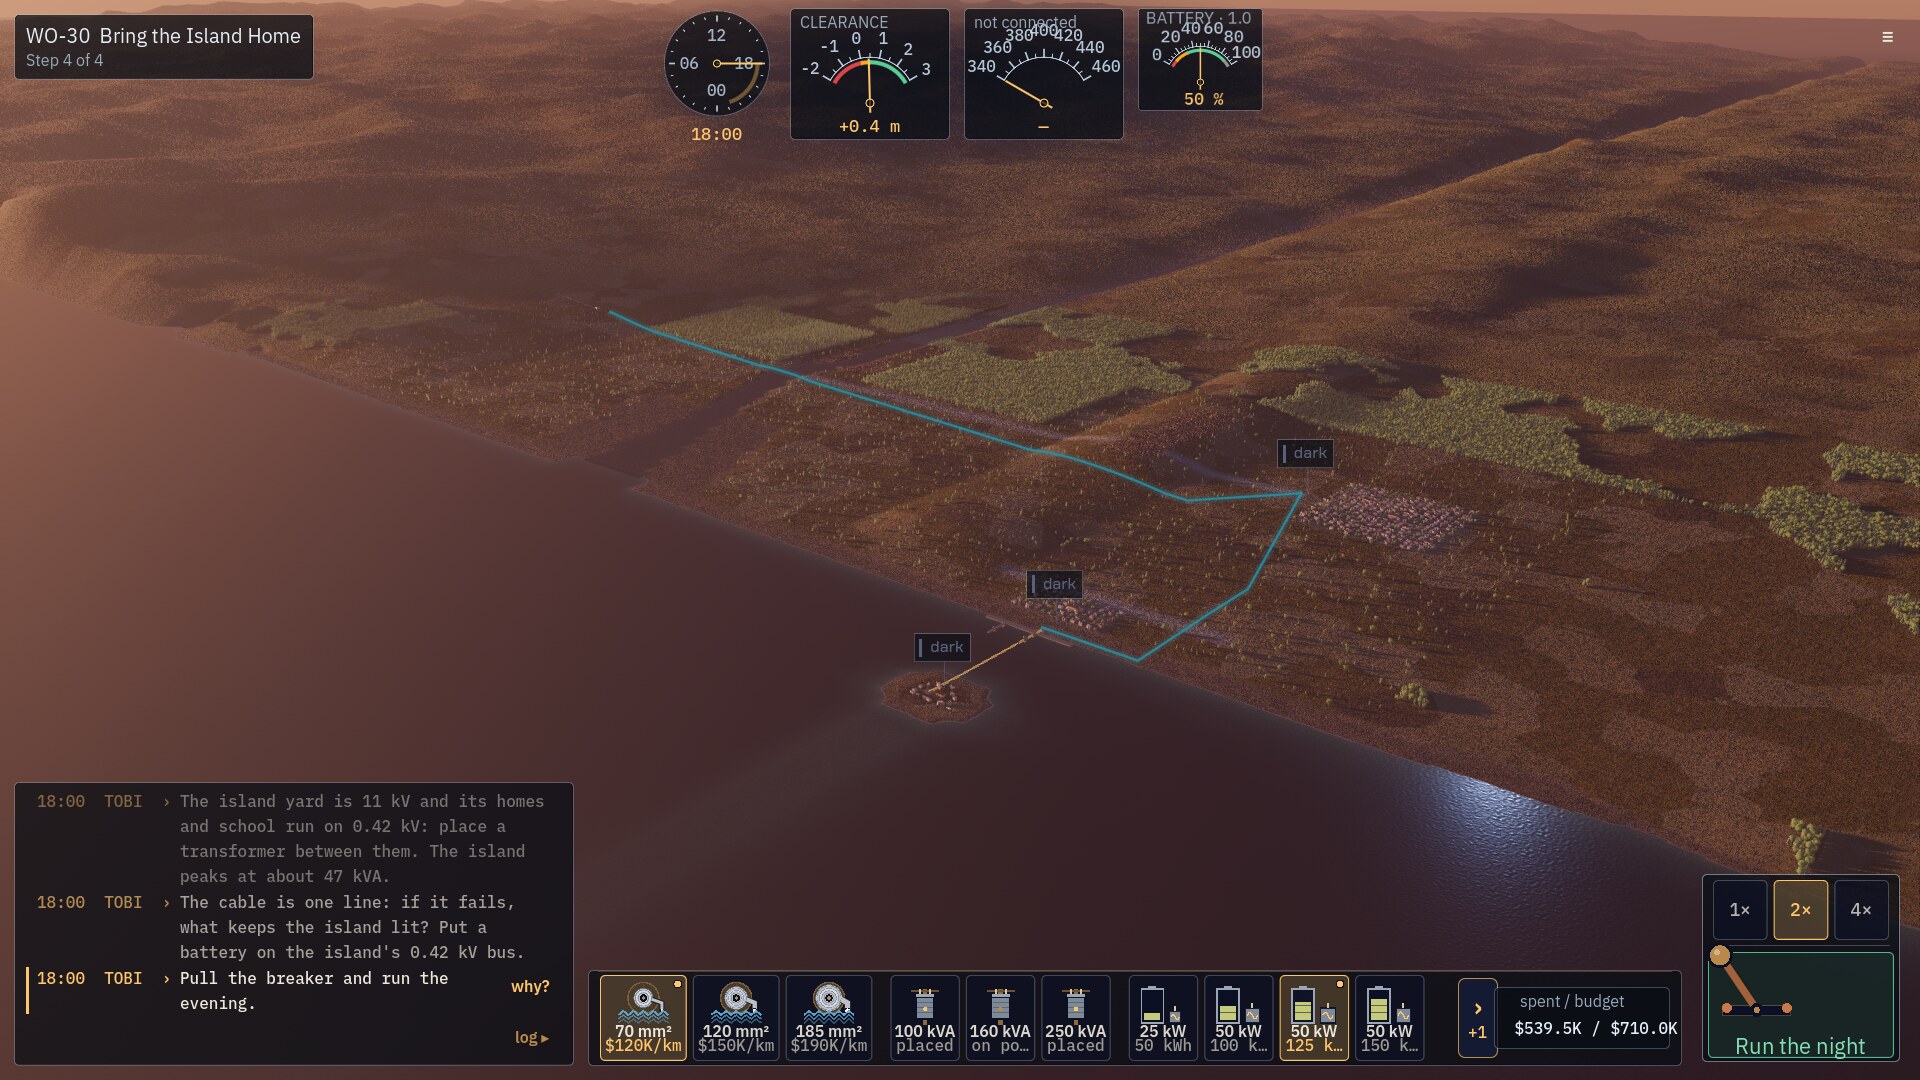 WO-30 Bring the Island Home
Step 4 of 4
12
06
18
00
18:00
CLEARANCE
-2 -1 0 1 2 3
+0.4 m
not connected
340 360 380 400 420 440 460
—
BATTERY · 1.0
0 20 40 60 80 100
50 %
≡
dark
dark
dark
18:00 TOBI › The island yard is 11 kV and its homes
and school run on 0.42 kV: place a
transformer between them. The island
peaks at about 47 kVA.
18:00 TOBI › The cable is one line: if it fails,
what keeps the island lit? Put a
battery on the island's 0.42 kV bus.
18:00 TOBI › Pull the breaker and run the
evening.
why?
log ▸
70 mm²
$120K/km
120 mm²
$150K/km
185 mm²
$190K/km
100 kVA
placed
160 kVA
on po…
250 kVA
placed
25 kW
50 kWh
50 kW
100 k…
50 kW
125 k…
50 kW
150 k…
›
+1
spent / budget
$539.5K / $710.0K
1× 2× 4×
Run the night